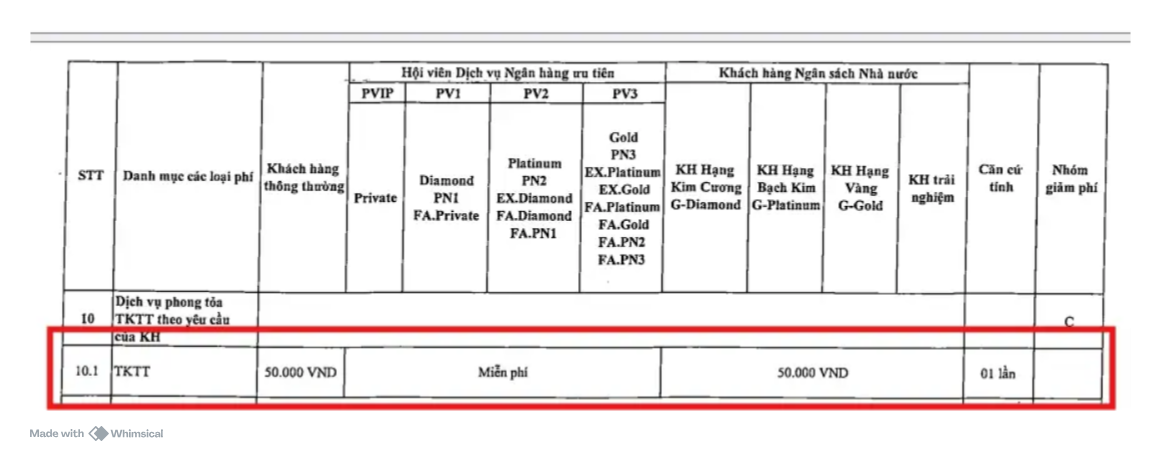 Hội viên Dịch vụ Ngân hàng ưu tiên
Khách hàng Ngân sách Nhà nước
PVIP
PV1
PV2
PV3
STT
Danh mục các loại phí
Khách hàng
thông thường
Private
Diamond
PN1
FA.Private
Platinum
PN2
EX.Diamond
FA.Diamond
FA.PN1
Gold
PN3
EX.Platinum
EX.Gold
FA.Platinum
FA.Gold
FA.PN2
FA.PN3
KH Hạng
Kim Cương
G-Diamond
KH Hạng
Bạch Kim
G-Platinum
KH Hạng
Vàng
G-Gold
KH trải
nghiệm
Căn cứ
tính
Nhóm
giảm phí
10
Dịch vụ phong tỏa
TKTT theo yêu cầu
của KH
C
10.1
TKTT
50.000 VND
Miễn phí
50.000 VND
01 lần
Made with Whimsical